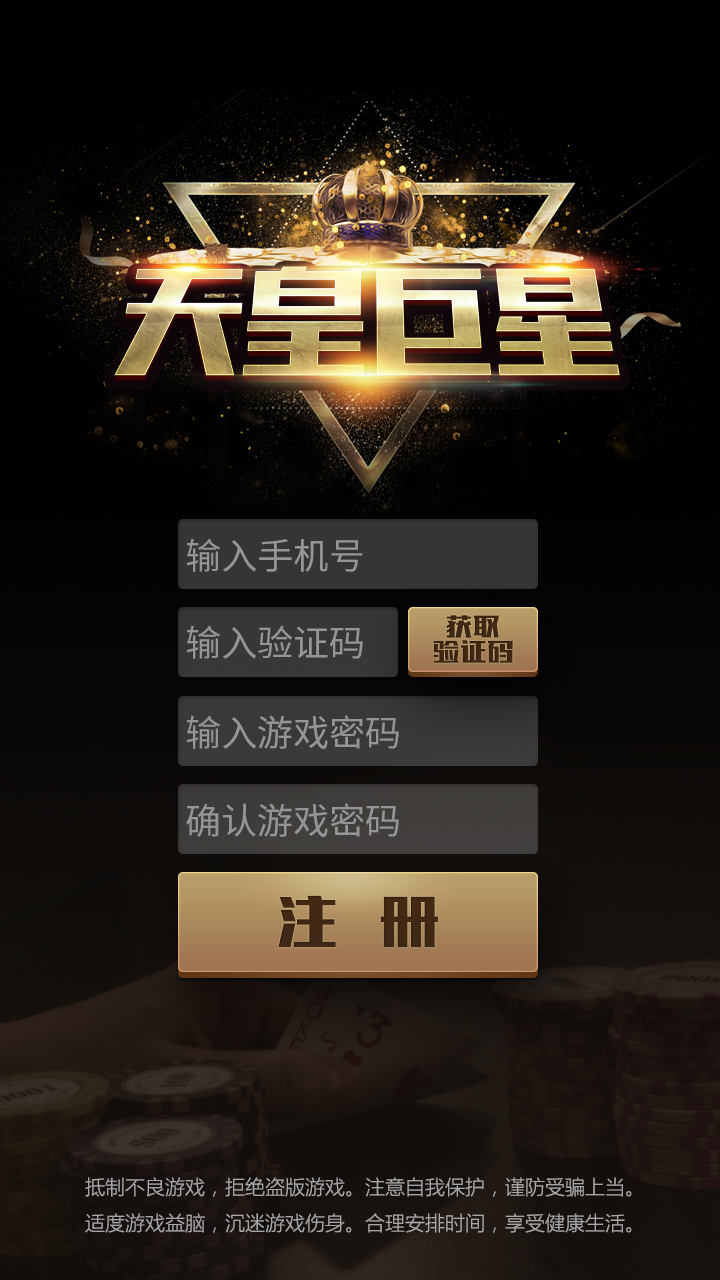 天皇巨星
输入手机号
输入验证码
获取
验证码
输入游戏密码
确认游戏密码
注 册
抵制不良游戏，拒绝盗版游戏。注意自我保护，谨防受骗上当。
适度游戏益脑，沉迷游戏伤身。合理安排时间，享受健康生活。